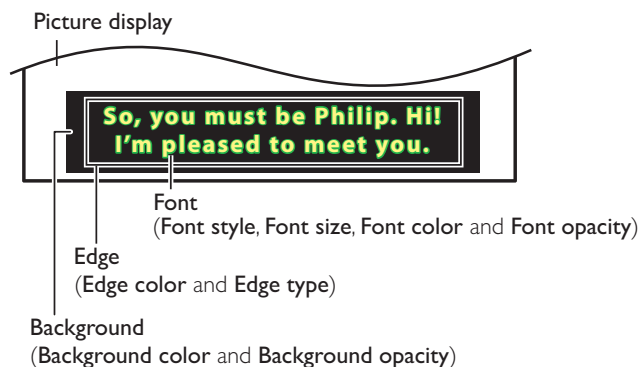 Picture display
So, you must be Philip. Hi!
I'm pleased to meet you.
Font
(Font style, Font size, Font color and Font opacity)
Edge
(Edge color and Edge type)
Background
(Background color and Background opacity)